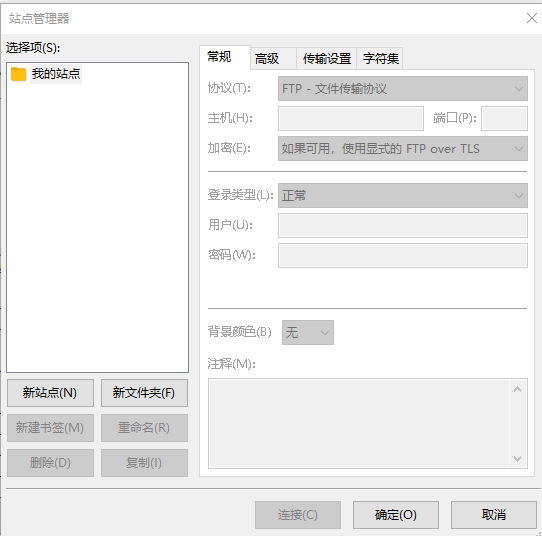 站点管理器
选择项(S):
我的站点
新站点(N) 新文件夹(F)
新建书签(M) 重命名(R)
删除(D) 复制(I)
常规 高级 传输设置 字符集
协议(T): FTP - 文件传输协议
主机(H): 端口(P):
加密(E): 如果可用，使用显式的 FTP over TLS
登录类型(L): 正常
用户(U):
密码(W):
背景颜色(B) 无
注释(M):
连接(C) 确定(O) 取消